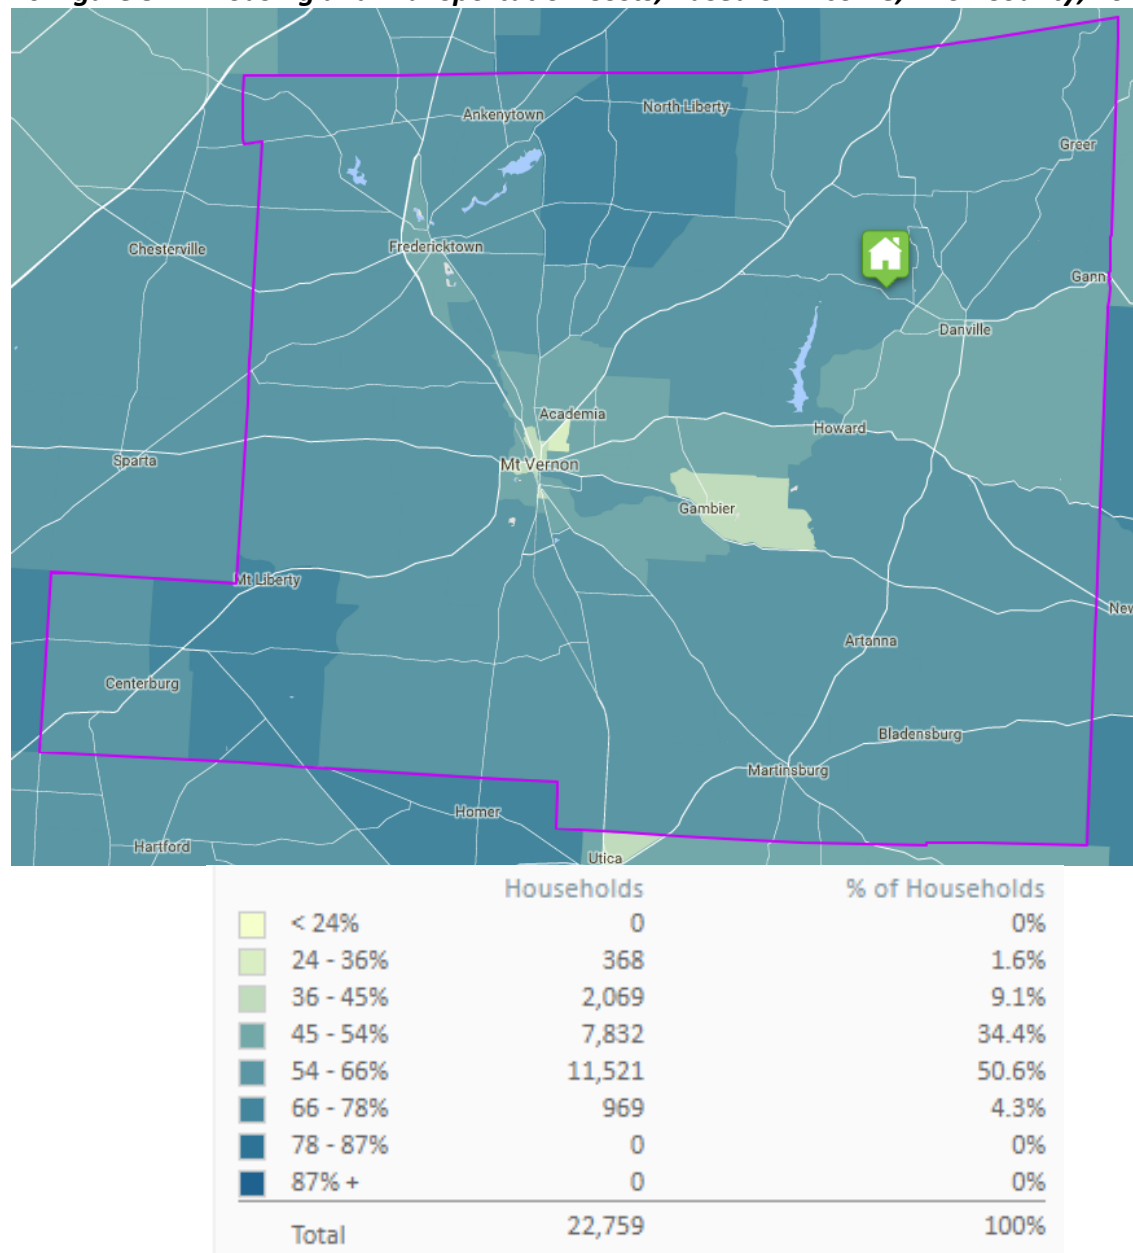 Ankenytown
North Liberty
Greer
Chesterville
Fredericktown
Gann
Danville
Academia
Howard
Sparta
Mt Vernon
Gambier
Mt Liberty
New
Artanna
Centerburg
Bladensburg
Martinsburg
Homer
Hartford
Utica
Households % of Households
< 24% 0 0%
24 - 36% 368 1.6%
36 - 45% 2,069 9.1%
45 - 54% 7,832 34.4%
54 - 66% 11,521 50.6%
66 - 78% 969 4.3%
78 - 87% 0 0%
87% + 0 0%
Total 22,759 100%